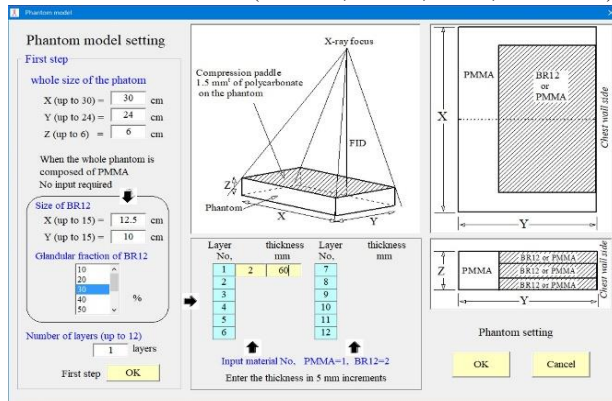 Phantom model
Phantom model setting
First step
whole size of the phatom
X (up to 30) = 30 cm
Y (up to 24) = 24 cm
Z (up to 6) = 6 cm
When the whole phantom is
composed of PMMA
No input required
Size of BR12
X (up to 15) = 12.5 cm
Y (up to 15) = 10 cm
Glandular fraction of BR12
10
20
30
40
50
%
Number of layers (up to 12)
1 layers
First step OK
X-ray focus
Compression paddle
1.5 mmt of polycarbonate
on the phantom
FID
Z
Phantom
X
Y
Layer thickness Layer thickness
No, mm No, mm
1 2 60 7
2 8
3 9
4 10
5 11
6 12
Input material No, PMMA=1, BR12=2
Enter the thickness in 5 mm increments
PMMA
BR12
or
PMMA
X
Chest wall side
Y
Z
PMMA
BR12 or PMMA
BR12 or PMMA
BR12 or PMMA
Chest wall side
Y
Phantom setting
OK Cancel